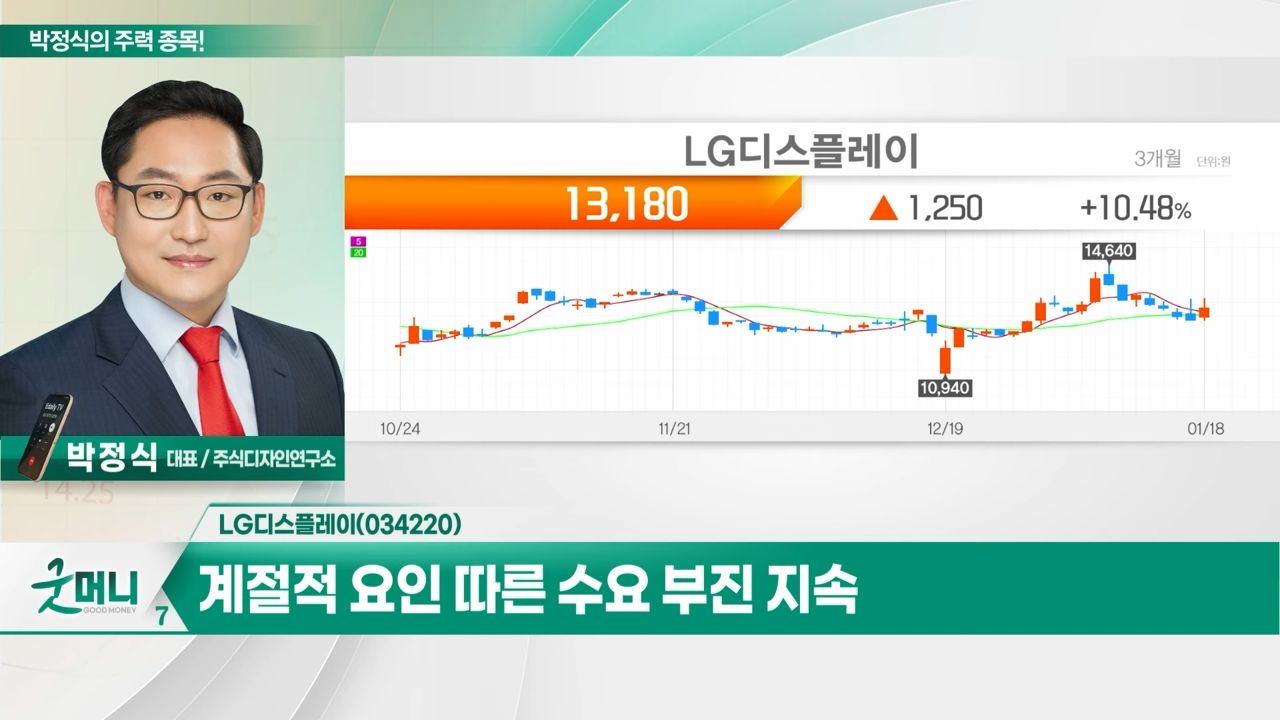 박정식의 주력 종목!
LG디스플레이
3개월 단위:원
13,180 ▲ 1,250 +10.48%
5
20
14,640
10,940
10/24 11/21 12/19 01/18
Edaily TV
박정식 대표 / 주식디자인연구소
14.25
LG디스플레이(034220)
굿머니
GOOD MONEY
7
계절적 요인 따른 수요 부진 지속